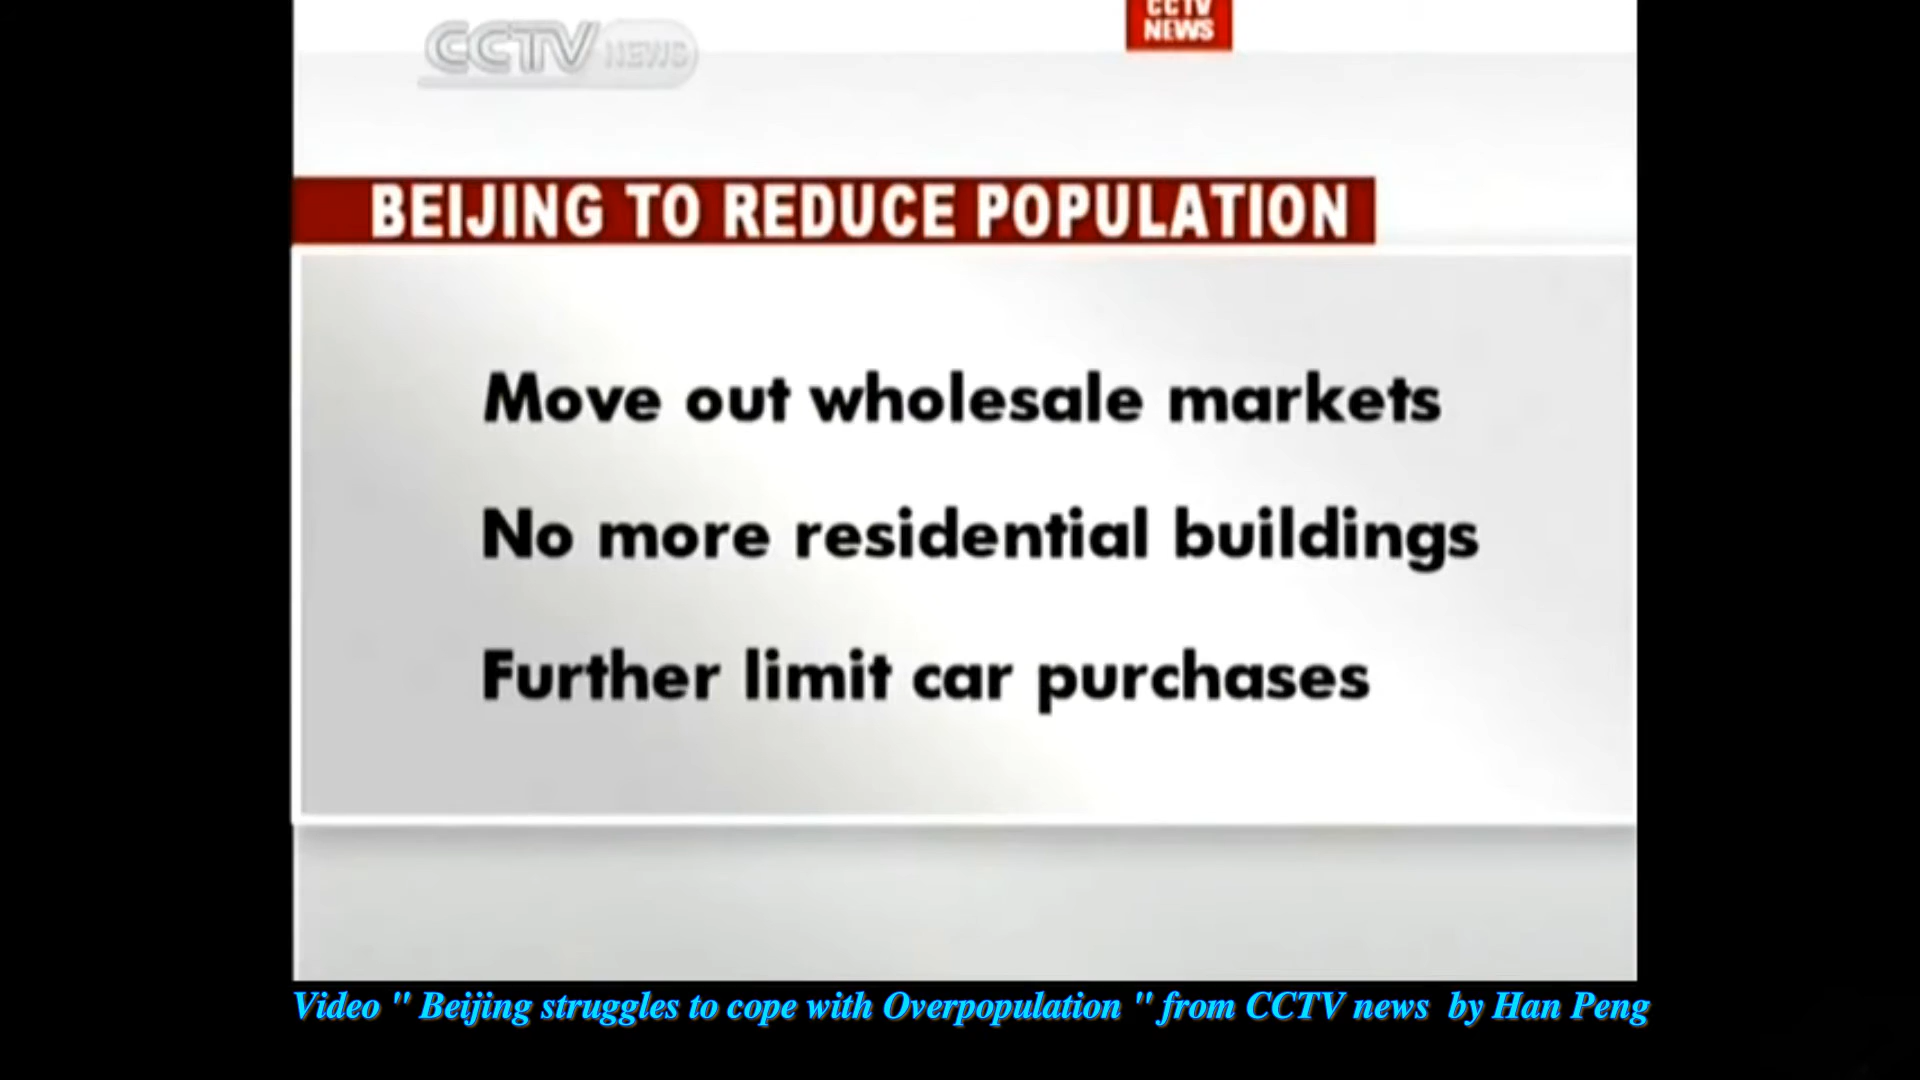 CCTV NEWS
CCTV
NEWS
BEIJING TO REDUCE POPULATION
Move out wholesale markets
No more residential buildings
Further limit car purchases
Video " Beijing struggles to cope with Overpopulation " from CCTV news by Han Peng